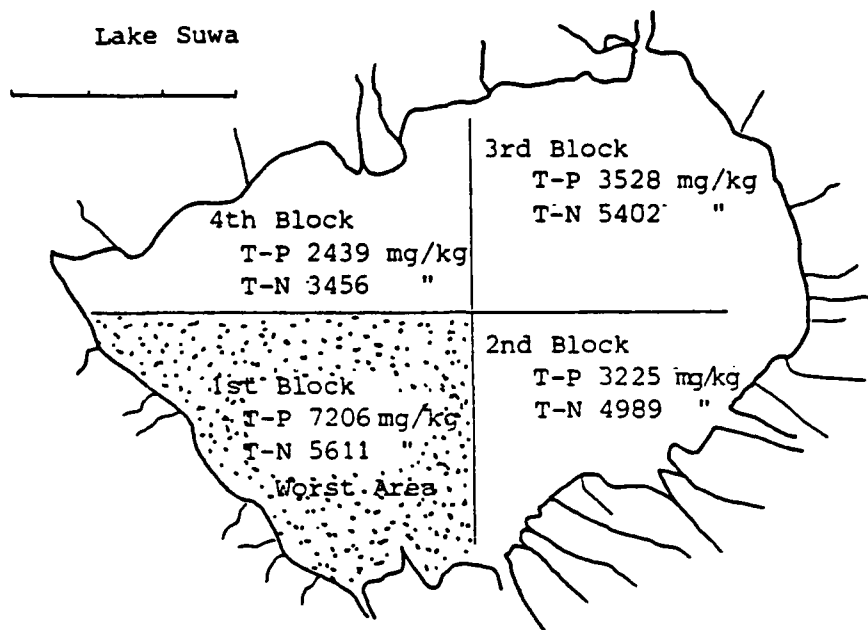 Lake Suwa
3rd Block
T-P 3528 mg/kg
T-N 5402 "
4th Block
T-P 2439 mg/kg
T-N 3456 "
2nd Block
T-P 3225 mg/kg
T-N 4989 "
1st Block
T-P 7206 mg/kg
T-N 5611 "
Worst Area